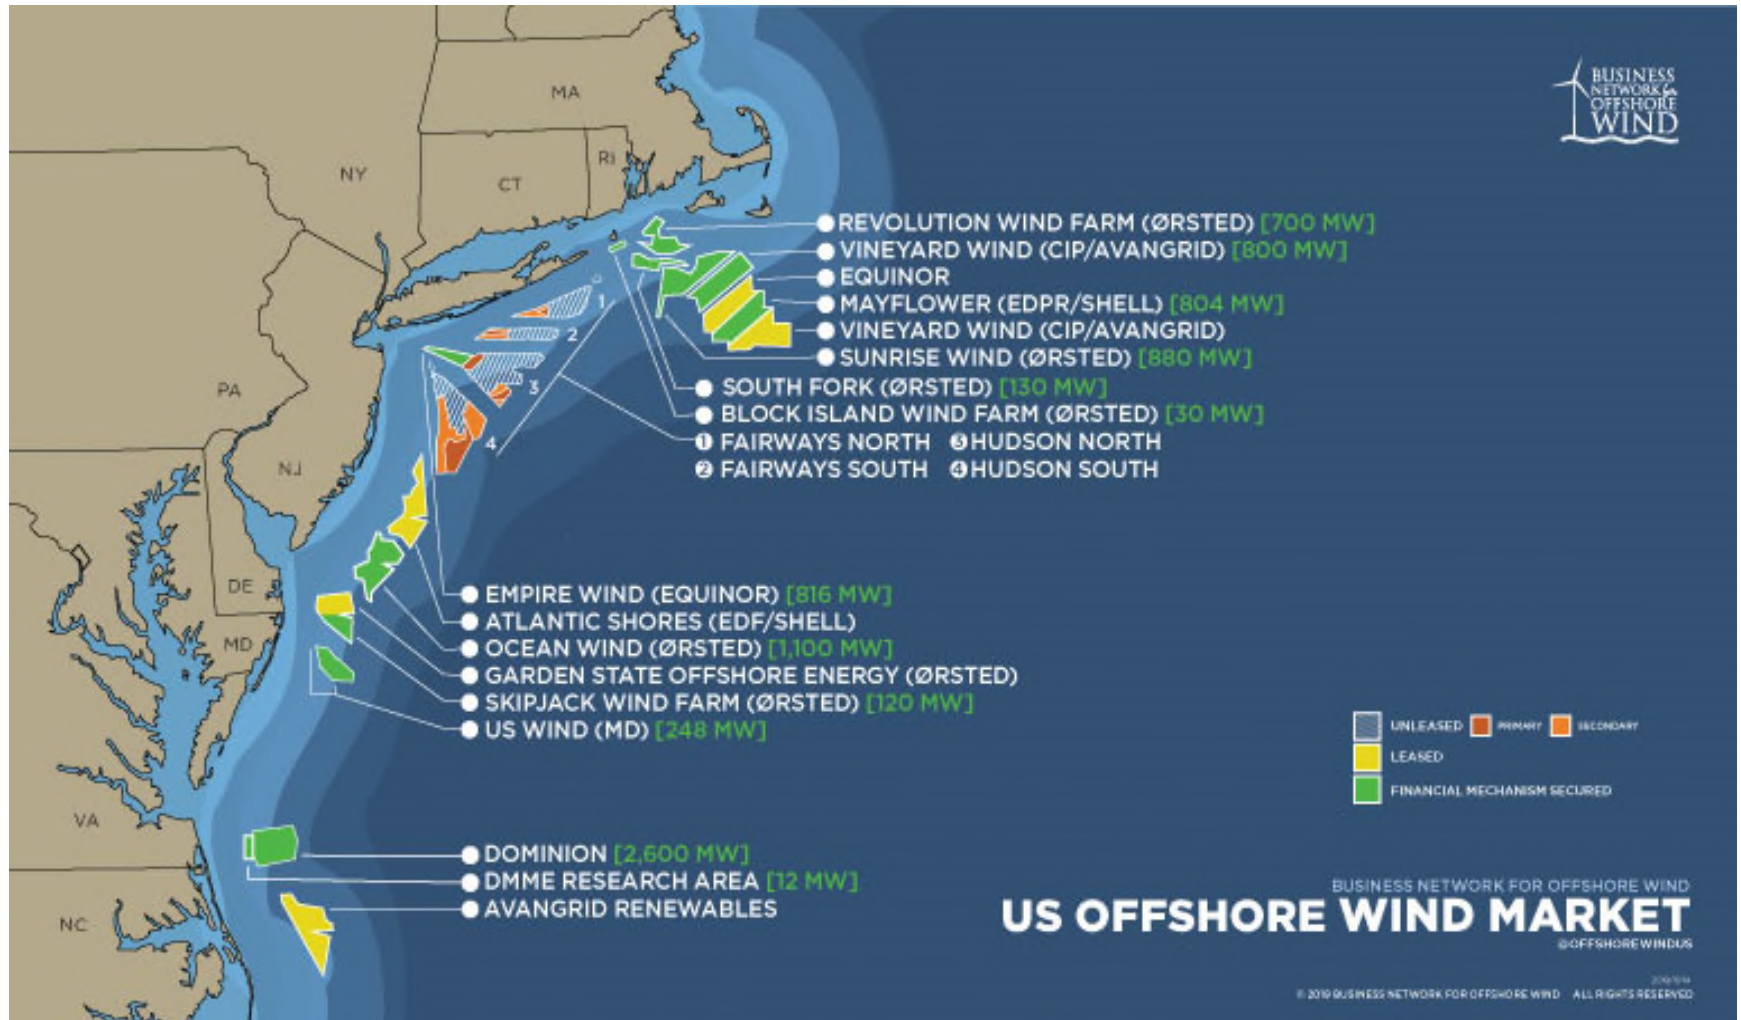 MA
NY
CT
RI
PA
NJ
DE
MD
VA
NC
BUSINESS
NETWORK for
OFFSHORE
WIND
REVOLUTION WIND FARM (ØRSTED) [700 MW]
VINEYARD WIND (CIP/AVANGRID) [800 MW]
EQUINOR
MAYFLOWER (EDPR/SHELL) [804 MW]
VINEYARD WIND (CIP/AVANGRID)
SUNRISE WIND (ØRSTED) [880 MW]
SOUTH FORK (ØRSTED) [130 MW]
BLOCK ISLAND WIND FARM (ØRSTED) [30 MW]
1 FAIRWAYS NORTH 3 HUDSON NORTH
2 FAIRWAYS SOUTH 4 HUDSON SOUTH
1
2
3
4
EMPIRE WIND (EQUINOR) [816 MW]
ATLANTIC SHORES (EDF/SHELL)
OCEAN WIND (ØRSTED) [1,100 MW]
GARDEN STATE OFFSHORE ENERGY (ØRSTED)
SKIPJACK WIND FARM (ØRSTED) [120 MW]
US WIND (MD) [248 MW]
DOMINION [2,600 MW]
DMME RESEARCH AREA [12 MW]
AVANGRID RENEWABLES
UNLEASED PRIMARY SECONDARY
LEASED
FINANCIAL MECHANISM SECURED
BUSINESS NETWORK FOR OFFSHORE WIND
US OFFSHORE WIND MARKET
@OFFSHOREWINDUS
© 2019 BUSINESS NETWORK FOR OFFSHORE WIND ALL RIGHTS RESERVED